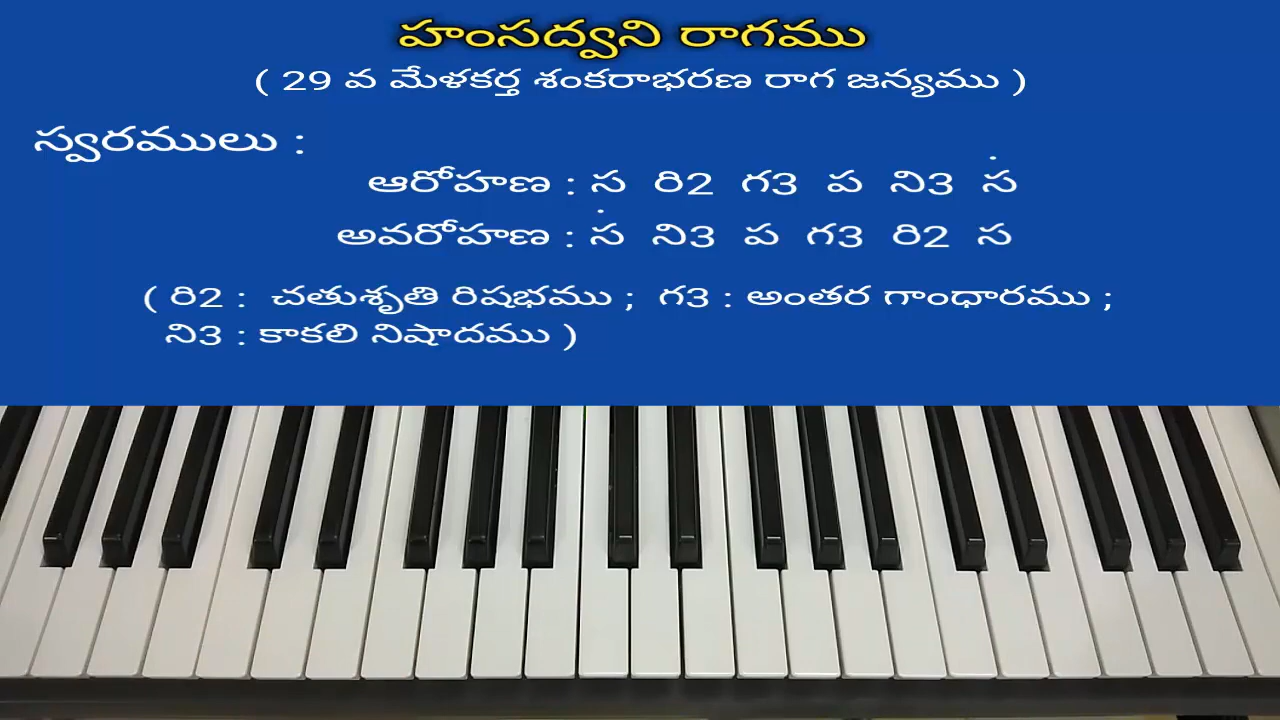 హంసద్వని రాగము
( 29 వ మేళకర్త శంకరాభరణ రాగ జన్యము )
స్వరములు :
ఆరోహణ : స రి2 గ3 ప ని3 స̇
అవరోహణ : స̇ ని3 ప గ3 రి2 స
( రి2 : చతుశృతి రిషభము ; గ3 : అంతర గాంధారము ;
ని3 : కాకలి నిషాదము )